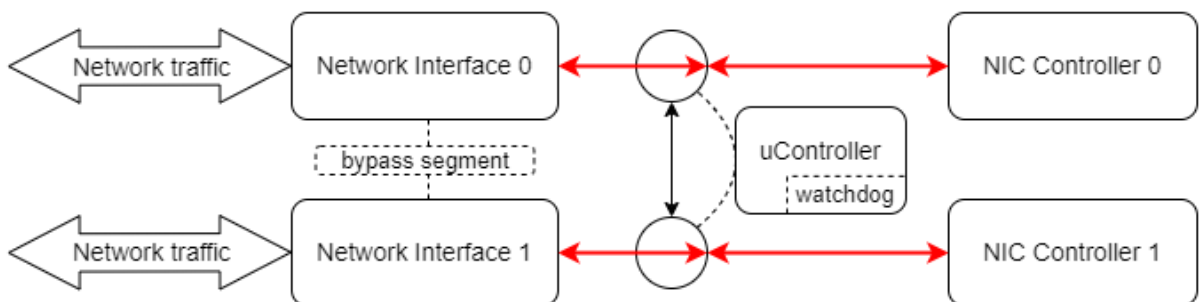 Network traffic
Network Interface 0
NIC Controller 0
bypass segment
uController
watchdog
Network traffic
Network Interface 1
NIC Controller 1